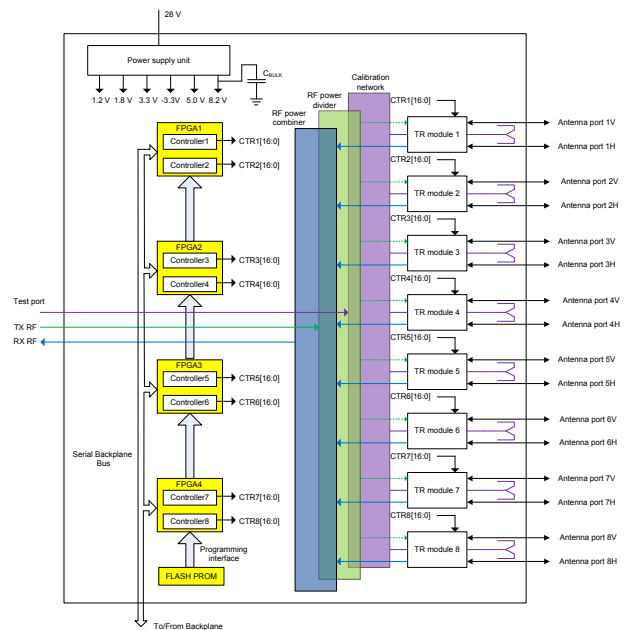 28 V
Power supply unit
C_BULK
1.2 V 1.8 V 3.3 V -3.3V 5.0 V 8.2 V
Calibration network
RF power divider
RF power combiner
FPGA1
Controller1
CTR1[16:0]
Controller2
CTR2[16:0]
FPGA2
Controller3
CTR3[16:0]
Controller4
CTR4[16:0]
Test port
TX RF
RX RF
FPGA3
Controller5
CTR5[16:0]
Controller6
CTR6[16:0]
Serial Backplane Bus
FPGA4
Controller7
CTR7[16:0]
Controller8
CTR8[16:0]
Programming interface
FLASH PROM
To/From Backplane
CTR1[16:0]
TR module 1
Antenna port 1V
Antenna port 1H
CTR2[16:0]
TR module 2
Antenna port 2V
Antenna port 2H
CTR3[16:0]
TR module 3
Antenna port 3V
Antenna port 3H
CTR4[16:0]
TR module 4
Antenna port 4V
Antenna port 4H
CTR5[16:0]
TR module 5
Antenna port 5V
Antenna port 5H
CTR6[16:0]
TR module 6
Antenna port 6V
Antenna port 6H
CTR7[16:0]
TR module 7
Antenna port 7V
Antenna port 7H
CTR8[16:0]
TR module 8
Antenna port 8V
Antenna port 8H